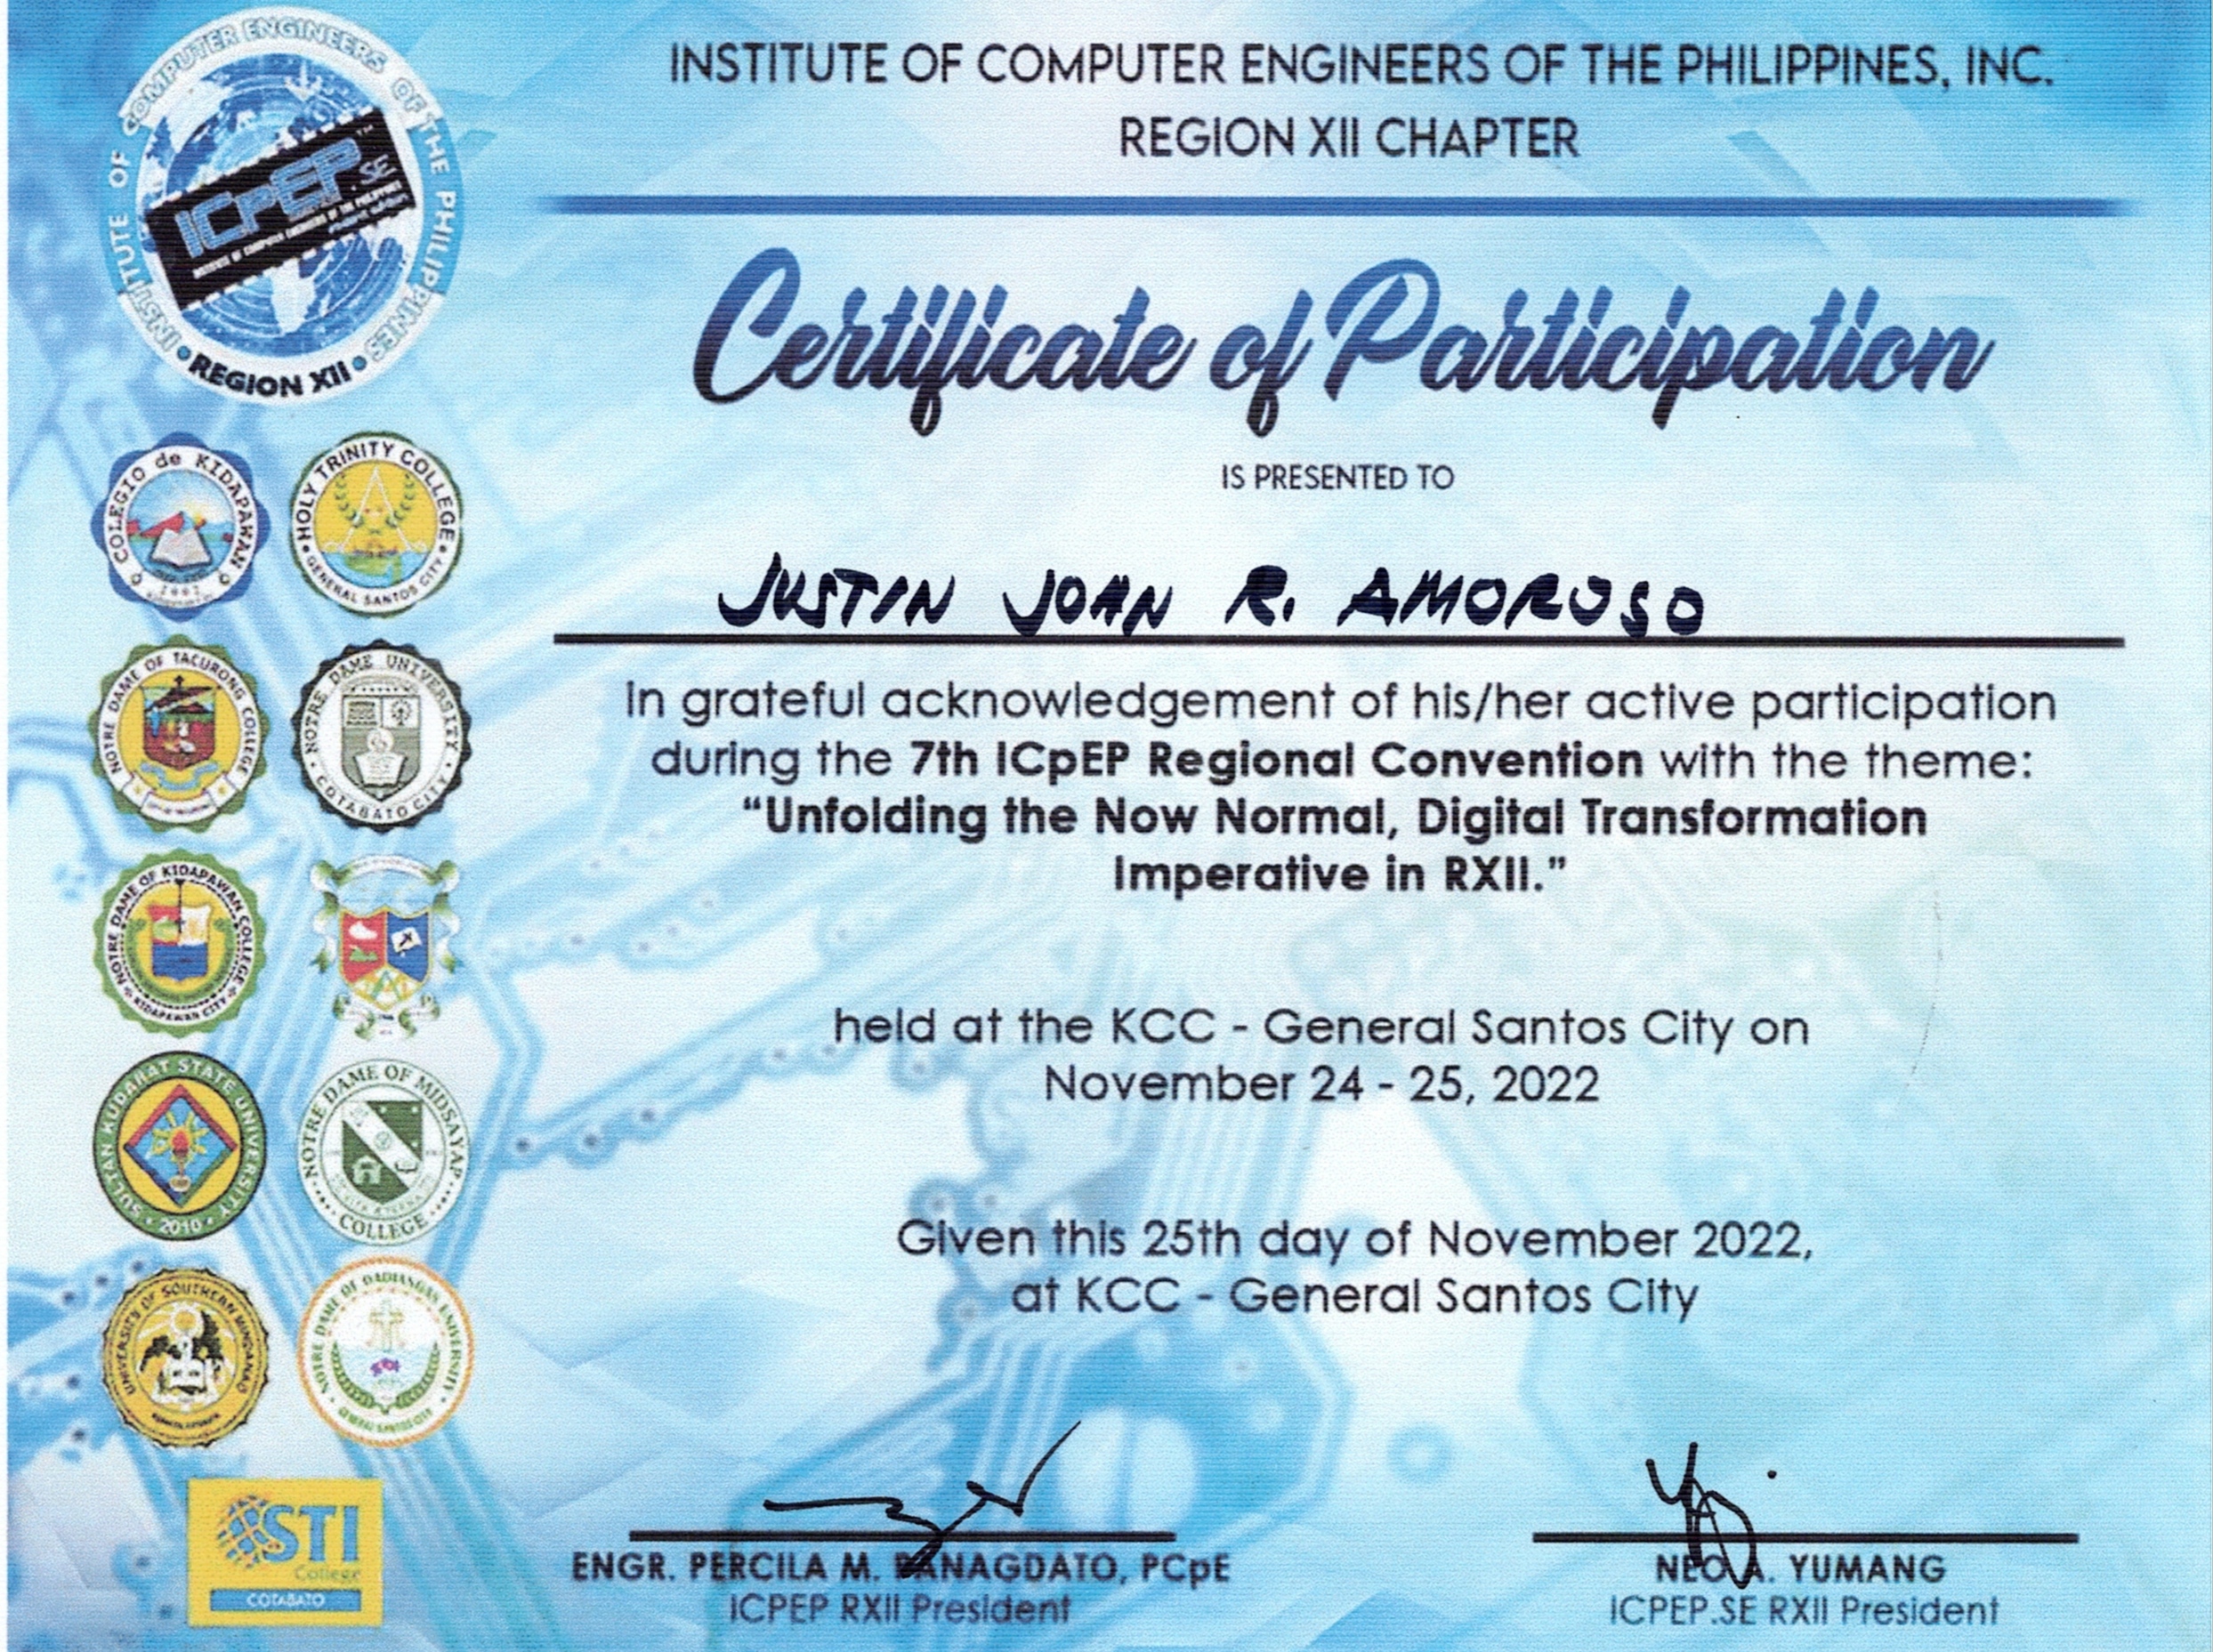 INSTITUTE OF COMPUTER ENGINEERS OF THE PHILIPPINES, INC.
REGION XII CHAPTER
INSTITUTE OF COMPUTER ENGINEERS OF THE PHILIPPINES
ICpEP.SE
REGION XII
Certificate of Participation
IS PRESENTED TO
JUSTIN JOHN R. AMOROSO
In grateful acknowledgement of his/her active participation
during the 7th ICpEP Regional Convention with the theme:
“Unfolding the Now Normal, Digital Transformation
Imperative in RXII.”
held at the KCC - General Santos City on
November 24 - 25, 2022
Given this 25th day of November 2022,
at KCC - General Santos City
COLEGIO de KIDAPAWAN
HOLY TRINITY COLLEGE
GENERAL SANTOS CITY
NOTRE DAME OF TACURONG COLLEGE
NOTRE DAME UNIVERSITY
COTABATO CITY
NOTRE DAME OF KIDAPAWAN COLLEGE
KIDAPAWAN CITY
SULTAN KUDARAT STATE UNIVERSITY
2010
NOTRE DAME OF MIDSAYAP
COLLEGE
UNIVERSITY OF SOUTHERN MINDANAO
NOTRE DAME OF DADIANGAS UNIVERSITY
GENERAL SANTOS CITY
STI
College
COTABATO
ENGR. PERCILA M. PANAGDATO, PCpE
ICPEP RXII President
NEO A. YUMANG
ICPEP.SE RXII President